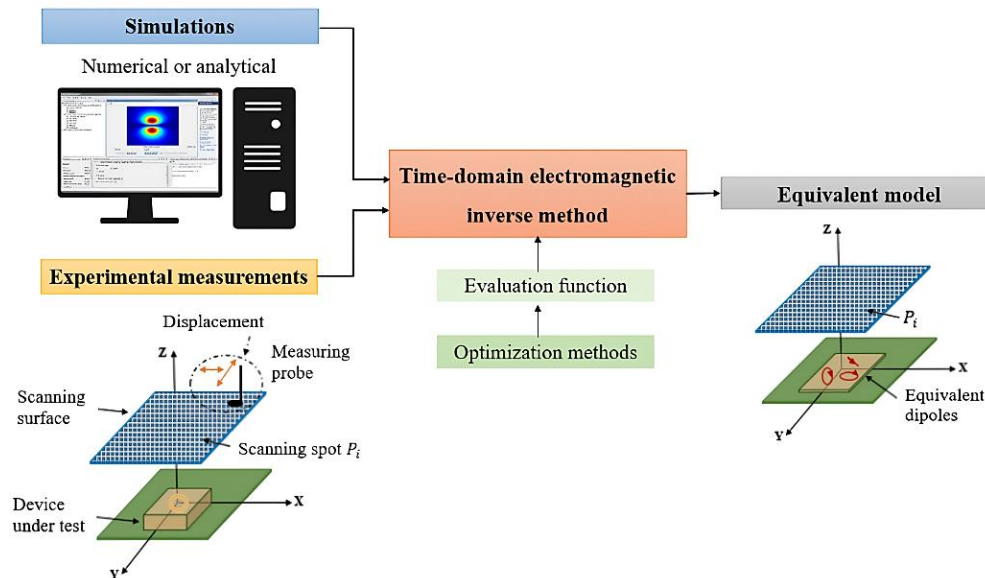 Simulations
Numerical or analytical
Time-domain electromagnetic
inverse method
Equivalent model
Experimental measurements
Evaluation function
Optimization methods
Displacement
Measuring
probe
Z
Scanning
surface
Scanning spot Pᵢ
X
Device
under test
Y
Z
Pᵢ
X
Equivalent
dipoles
Y